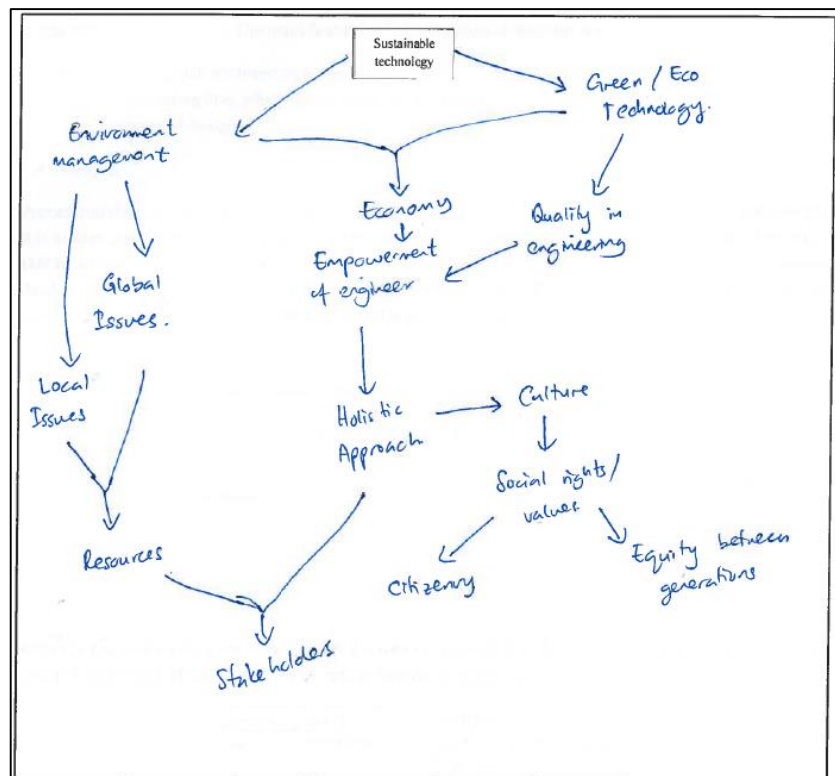 Sustainable
technology
Green / Eco
Technology.
Environment
management
Economy
Quality in
engineering
Empowerment
of engineer
Global
Issues.
Local
Issues
Holistic
Approach
Culture
Social rights/
values
Resources
Citizenry
Equity between
generations
Stakeholders